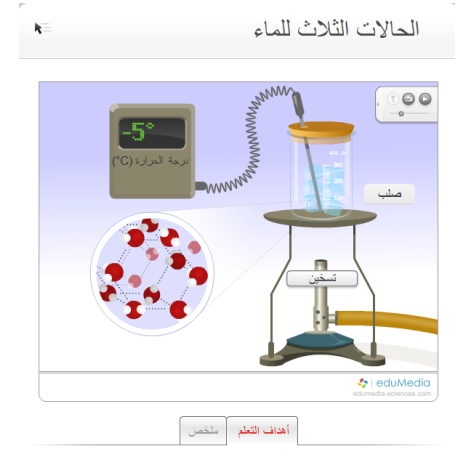 الحالات الثلاث للماء
-5°
درجة الحرارة (°C)
صلب
تسخين
eduMedia
edumedia-sciences.com
أهداف التعلم
ملخص